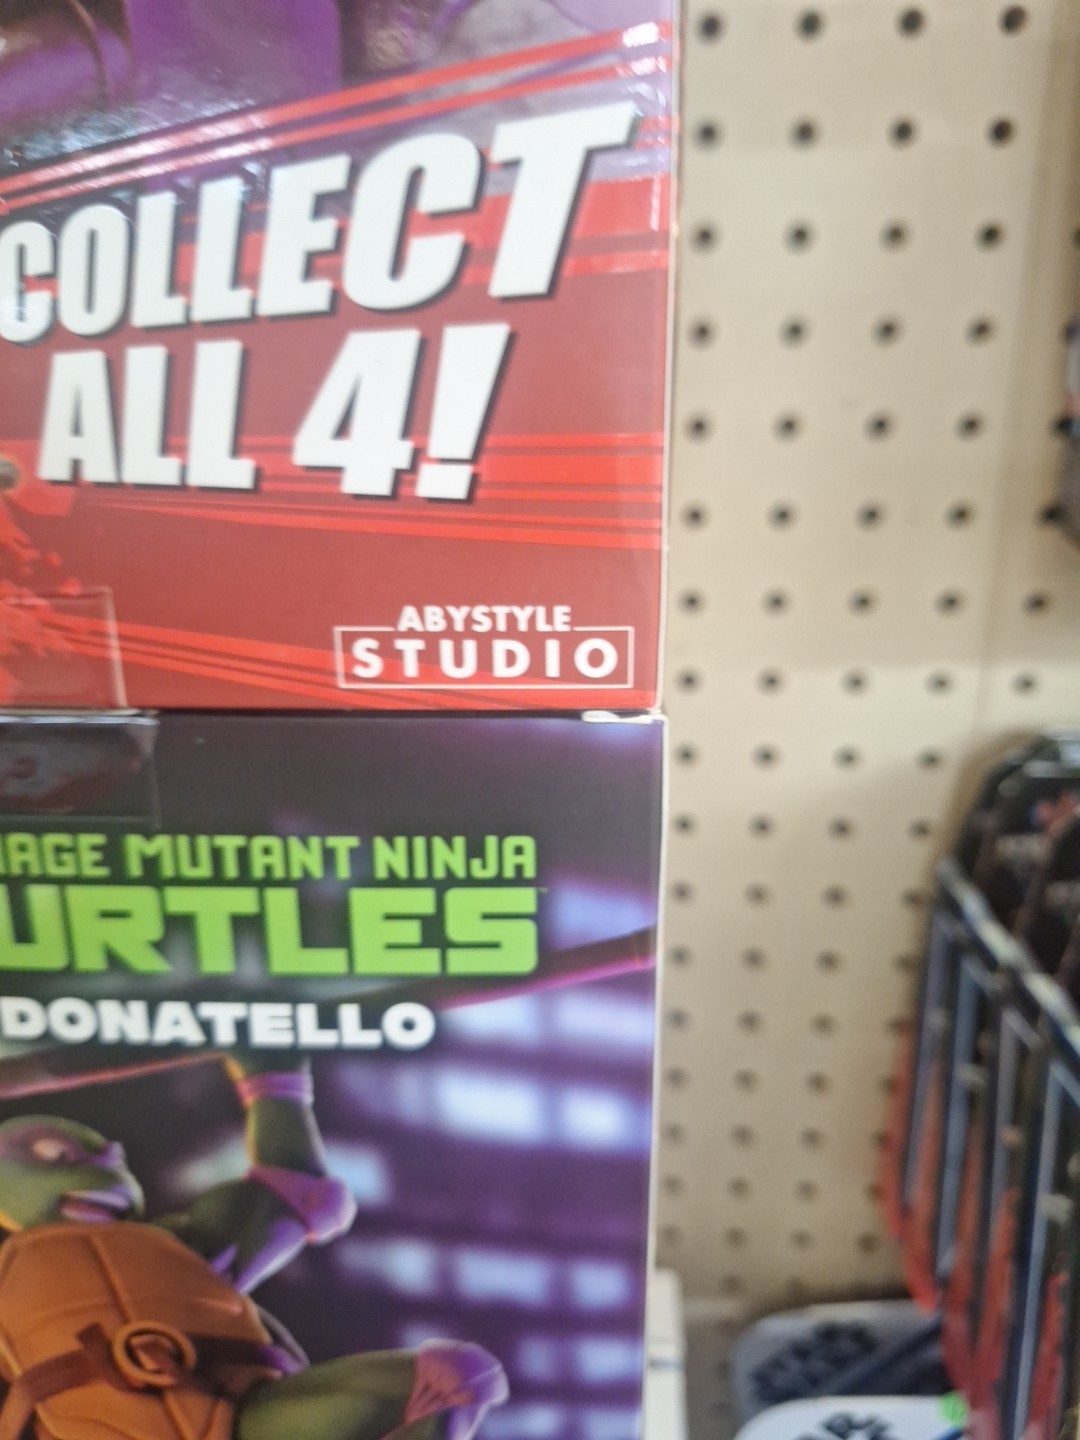 COLLECT
ALL 4!
ABYSTYLE
STUDIO
AGE MUTANT NINJA
URTLES
DONATELLO